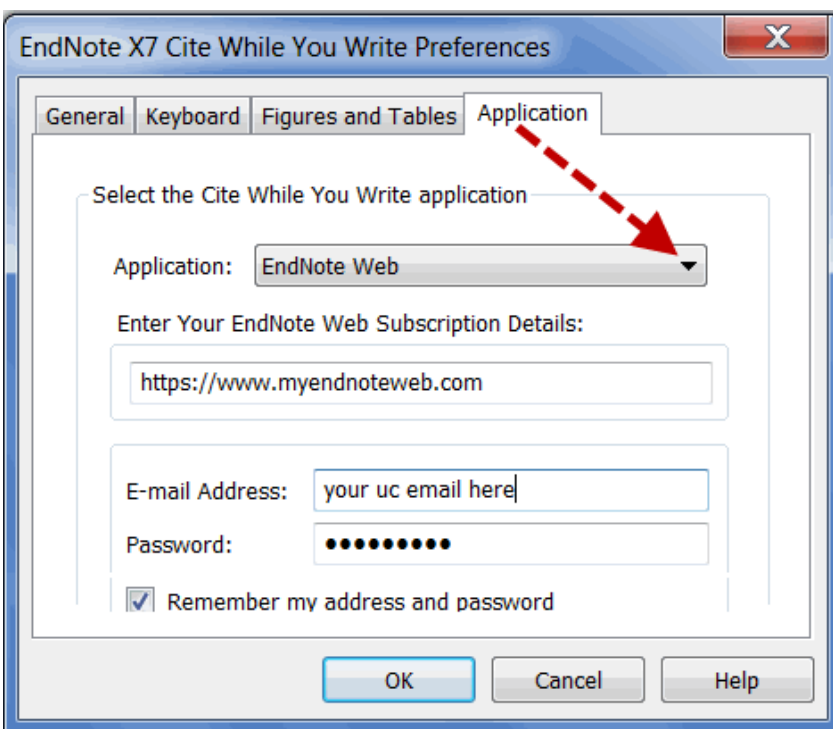 EndNote X7 Cite While You Write Preferences
General Keyboard Figures and Tables Application
Select the Cite While You Write application
Application: EndNote Web
Enter Your EndNote Web Subscription Details:
https://www.myendnoteweb.com
E-mail Address: your uc email here
Password: •••••••••
Remember my address and password
OK Cancel Help